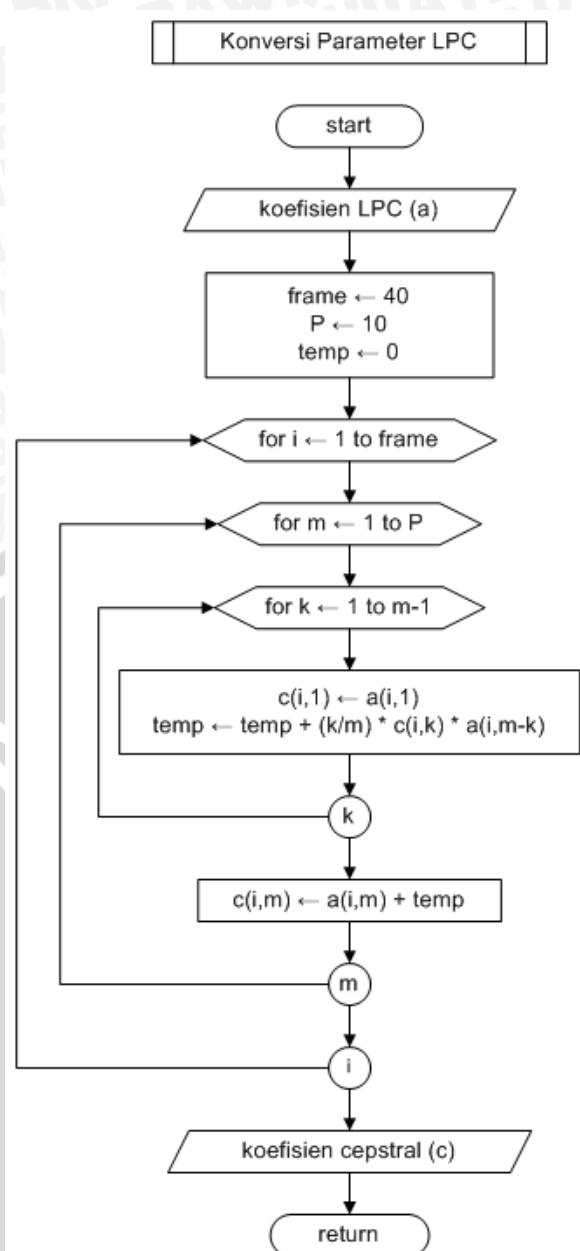 Konversi Parameter LPC
start
koefisien LPC (a)
frame ← 40
P ← 10
temp ← 0
for i ← 1 to frame
for m ← 1 to P
for k ← 1 to m-1
c(i,1) ← a(i,1)
temp ← temp + (k/m) * c(i,k) * a(i,m-k)
k
c(i,m) ← a(i,m) + temp
m
i
koefisien cepstral (c)
return